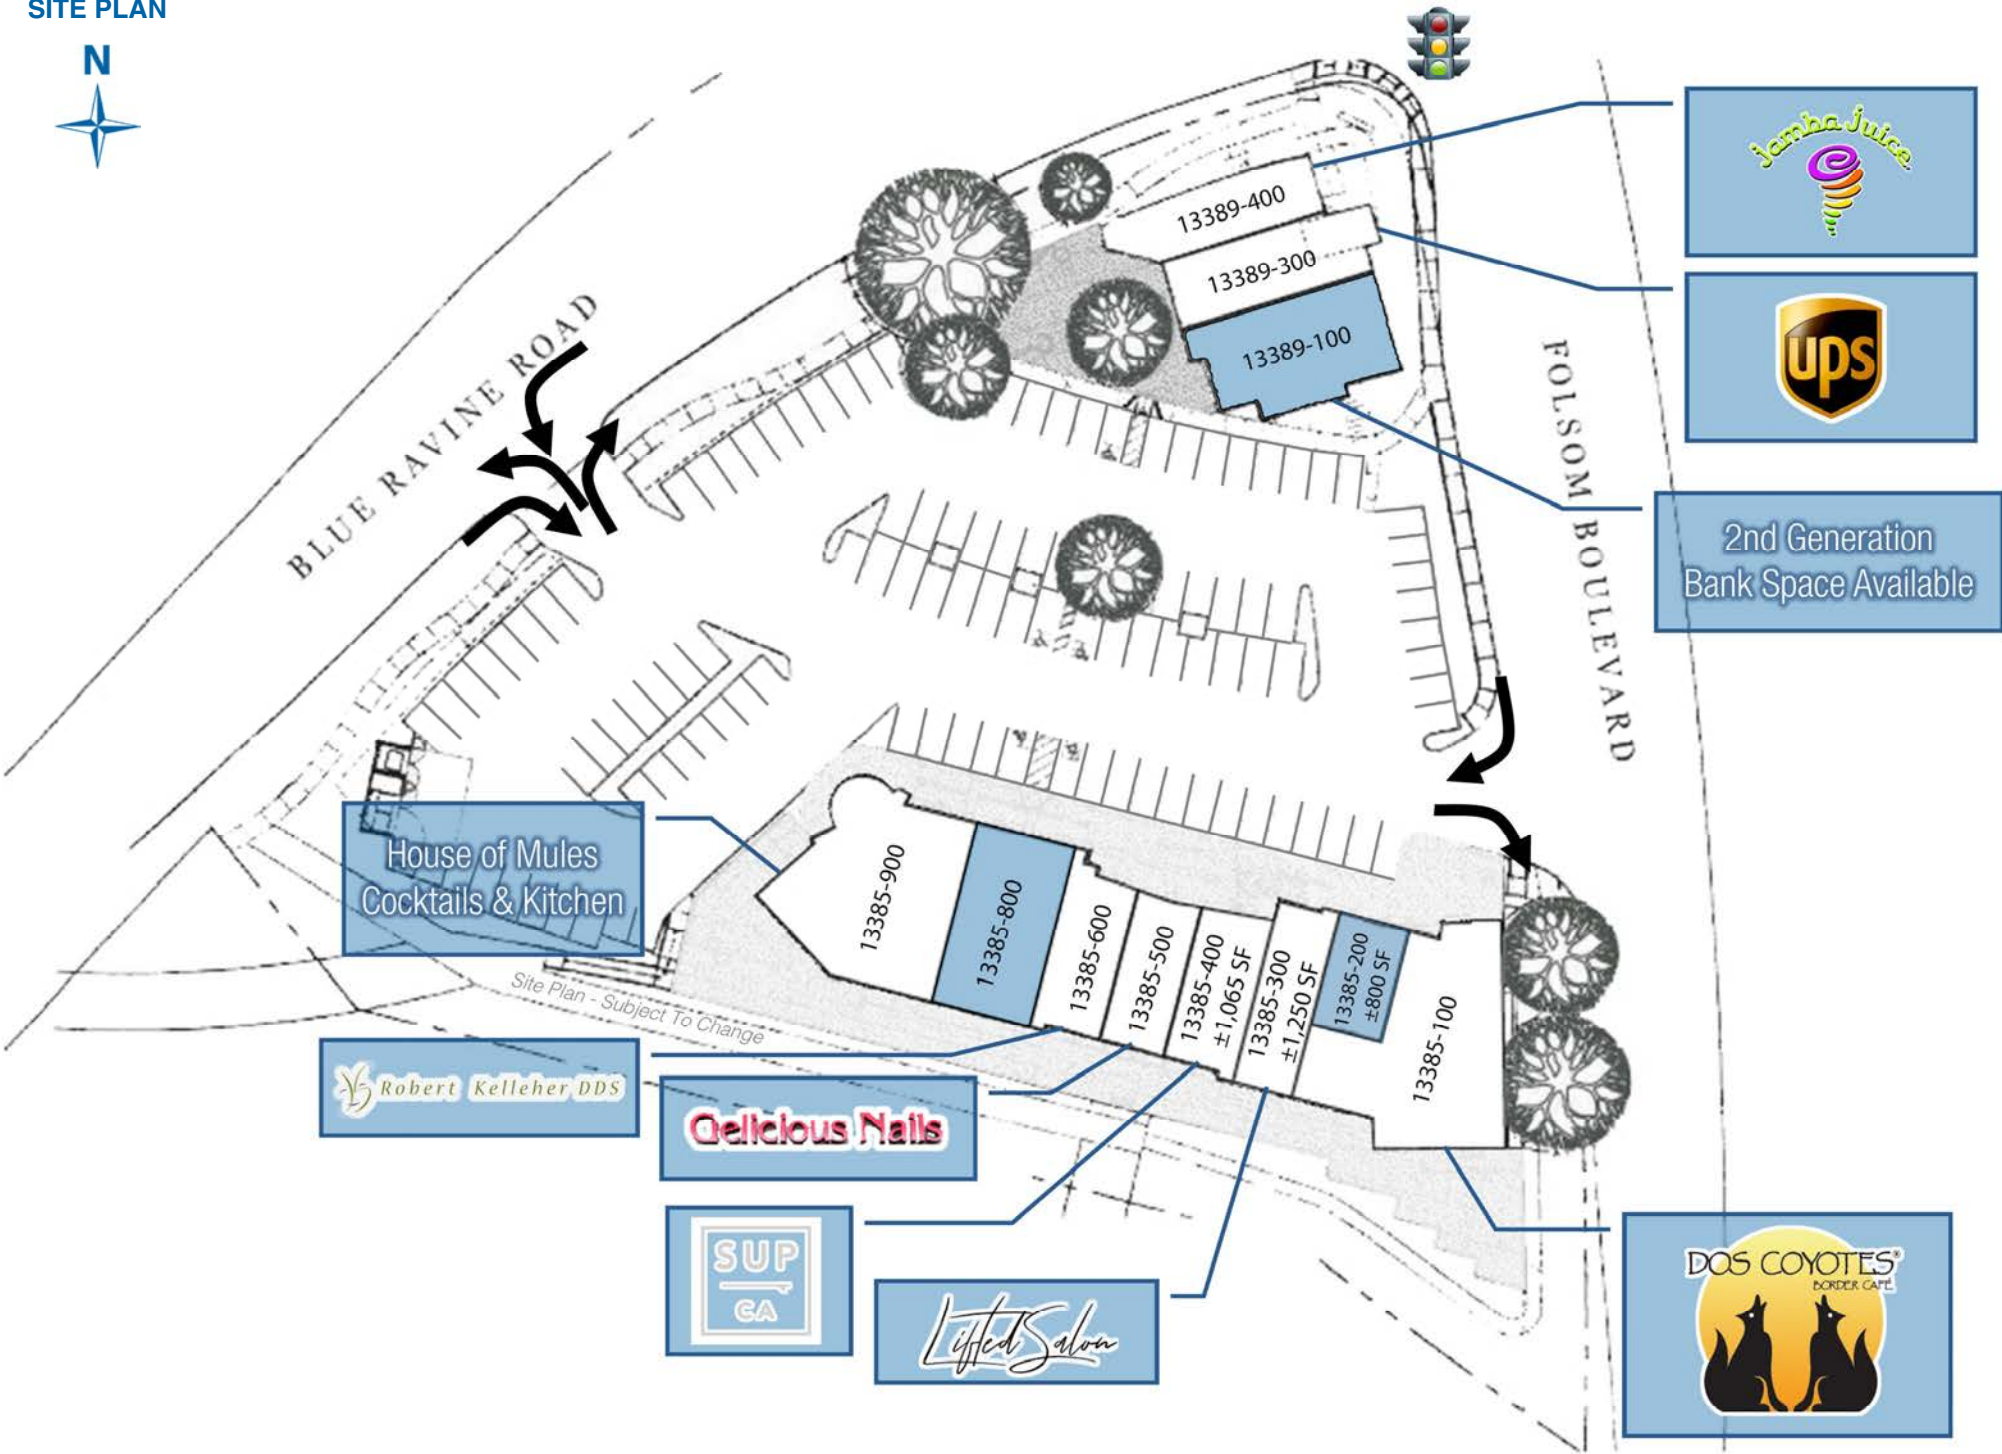 SITE PLAN
N
jamba juice
ups
2nd Generation
Bank Space Available
BLUE RAVINE ROAD
FOLSOM BOULEVARD
13389-400
13389-300
13389-100
House of Mules
Cocktails & Kitchen
13385-900
13385-800
13385-600
13385-500
13385-400
±1,065 SF
13385-300
±1,250 SF
13385-200
±800 SF
13385-100
Site Plan - Subject To Change
Robert Kelleher DDS
Gelicious Nails
SUP
CA
Lifted Salon
DOS COYOTES®
BORDER CAFÉ